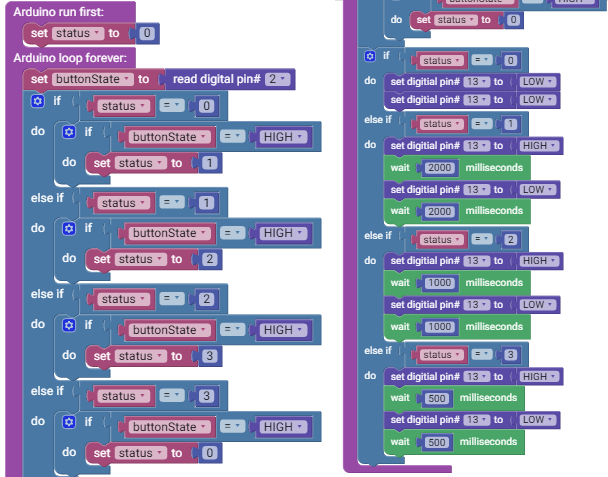 Arduino run first:
set status to 0
Arduino loop forever:
set buttonState to read digital pin# 2
if status = 0
do if buttonState = HIGH
do set status to 1
else if status = 1
do if buttonState = HIGH
do set status to 2
else if status = 2
do if buttonState = HIGH
do set status to 3
else if status = 3
do if buttonState = HIGH
do set status to 0
buttonState = HIGH
do set status to 0
if status = 0
do set digitial pin# 13 to LOW
set digitial pin# 13 to LOW
else if status = 1
do set digitial pin# 13 to HIGH
wait 2000 milliseconds
set digitial pin# 13 to LOW
wait 2000 milliseconds
else if status = 2
do set digitial pin# 13 to HIGH
wait 1000 milliseconds
set digitial pin# 13 to LOW
wait 1000 milliseconds
else if status = 3
do set digitial pin# 13 to HIGH
wait 500 milliseconds
set digitial pin# 13 to LOW
wait 500 milliseconds